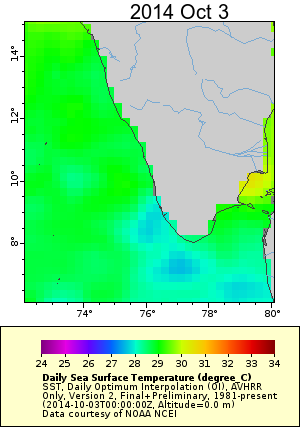 2014 Oct 3
14°
12°
10°
8°
74° 76° 78° 80°
24 25 26 27 28 29 30 31 32 33 34
Daily Sea Surface Temperature (degree_C)
SST, Daily Optimum Interpolation (OI), AVHRR
Only, Version 2, Final+Preliminary, 1981-present
(2014-10-03T00:00:00Z, Altitude=0.0 m)
Data courtesy of NOAA NCEI